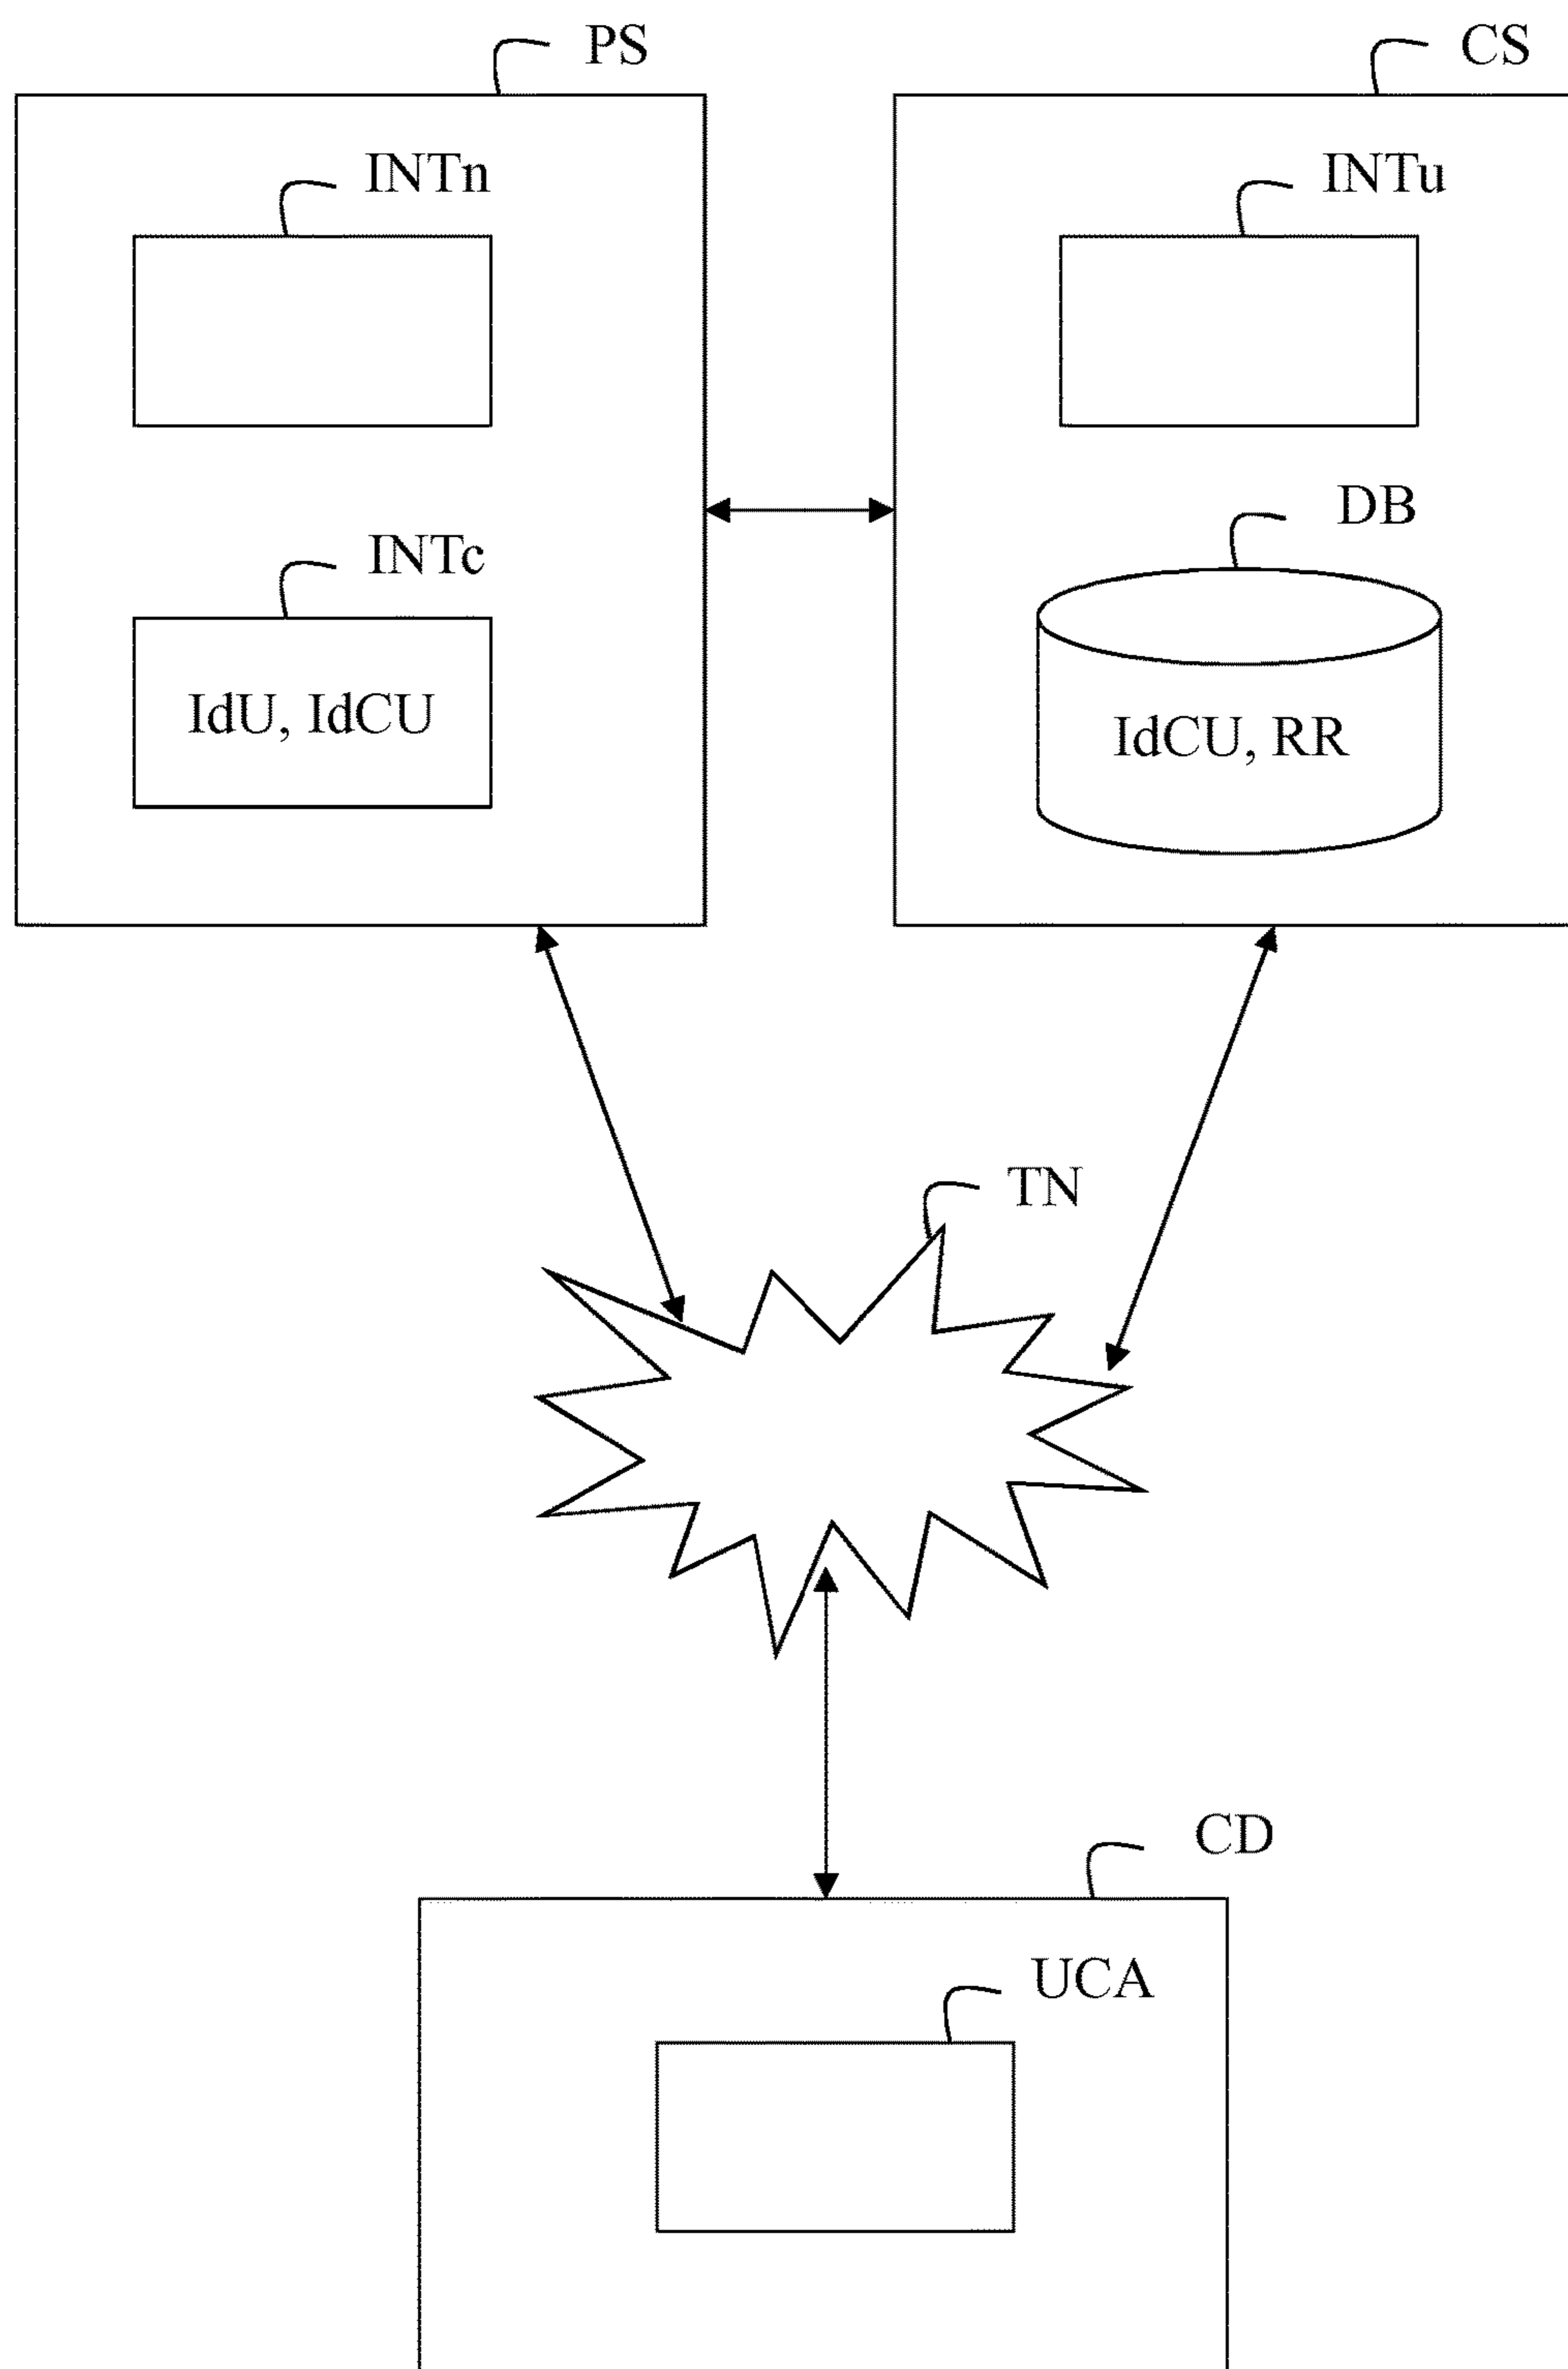 PS
CS
INTn
INTu
INTc
DB
IdU, IdCU
IdCU, RR
TN
CD
UCA